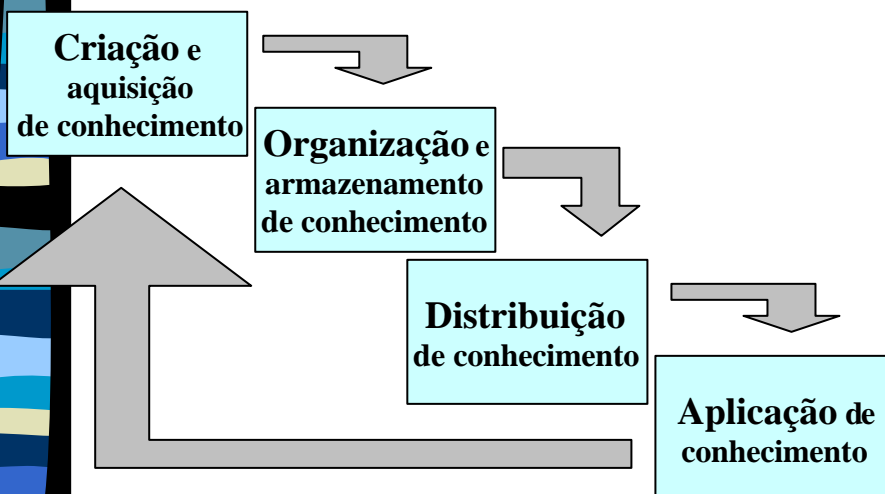 Criação e
aquisição
de conhecimento
Organização e
armazenamento
de conhecimento
Distribuição
de conhecimento
Aplicação de
conhecimento